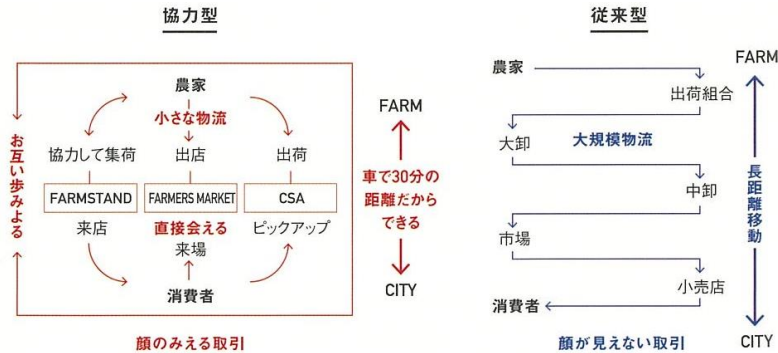 協力型
農家
小さな物流
協力して集荷
出店
出荷
FARMSTAND
FARMERS MARKET
CSA
来店
直接会える
来場
ピックアップ
消費者
お互い歩みよる
顔のみえる取引
FARM
車で30分の
距離だから
できる
CITY
従来型
農家
出荷組合
大卸
大規模物流
中卸
市場
小売店
消費者
顔が見えない取引
FARM
長距離移動
CITY